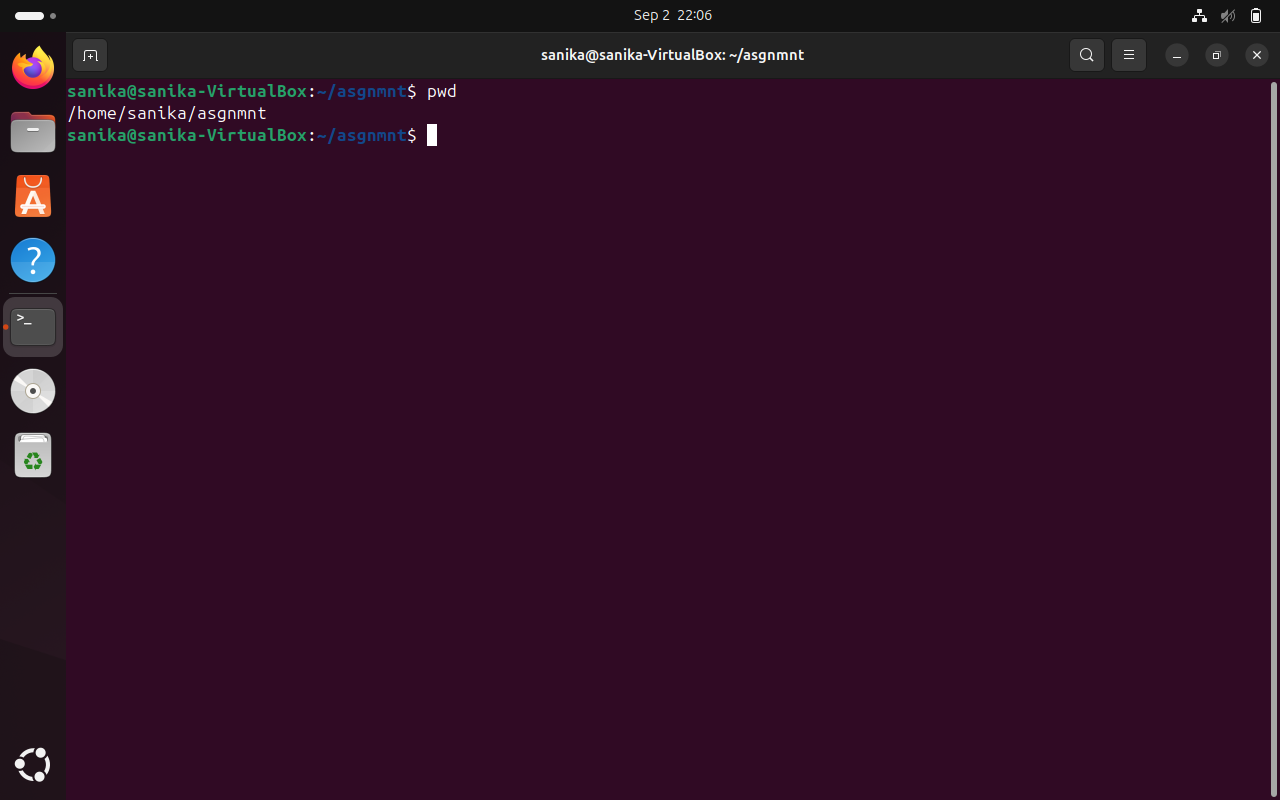 Sep 2 22:06
sanika@sanika-VirtualBox: ~/asgnmnt
sanika@sanika-VirtualBox:~/asgnmnt$ pwd
/home/sanika/asgnmnt
sanika@sanika-VirtualBox:~/asgnmnt$